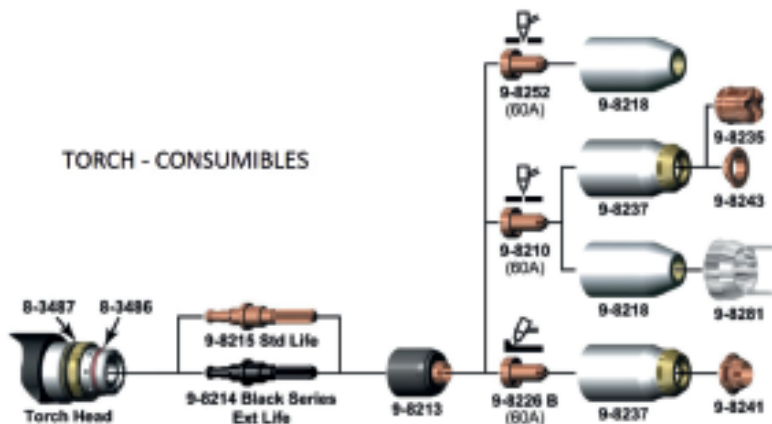 9-8252
(60A)
9-8218
9-8235
TORCH - CONSUMIBLES
9-8237
9-8243
9-8210
(60A)
8-3487
8-3486
9-8218
9-8281
9-8215 Std Life
9-8214 Black Series
Ext Life
Torch Head
9-8213
9-8226 B
(60A)
9-8237
9-8241